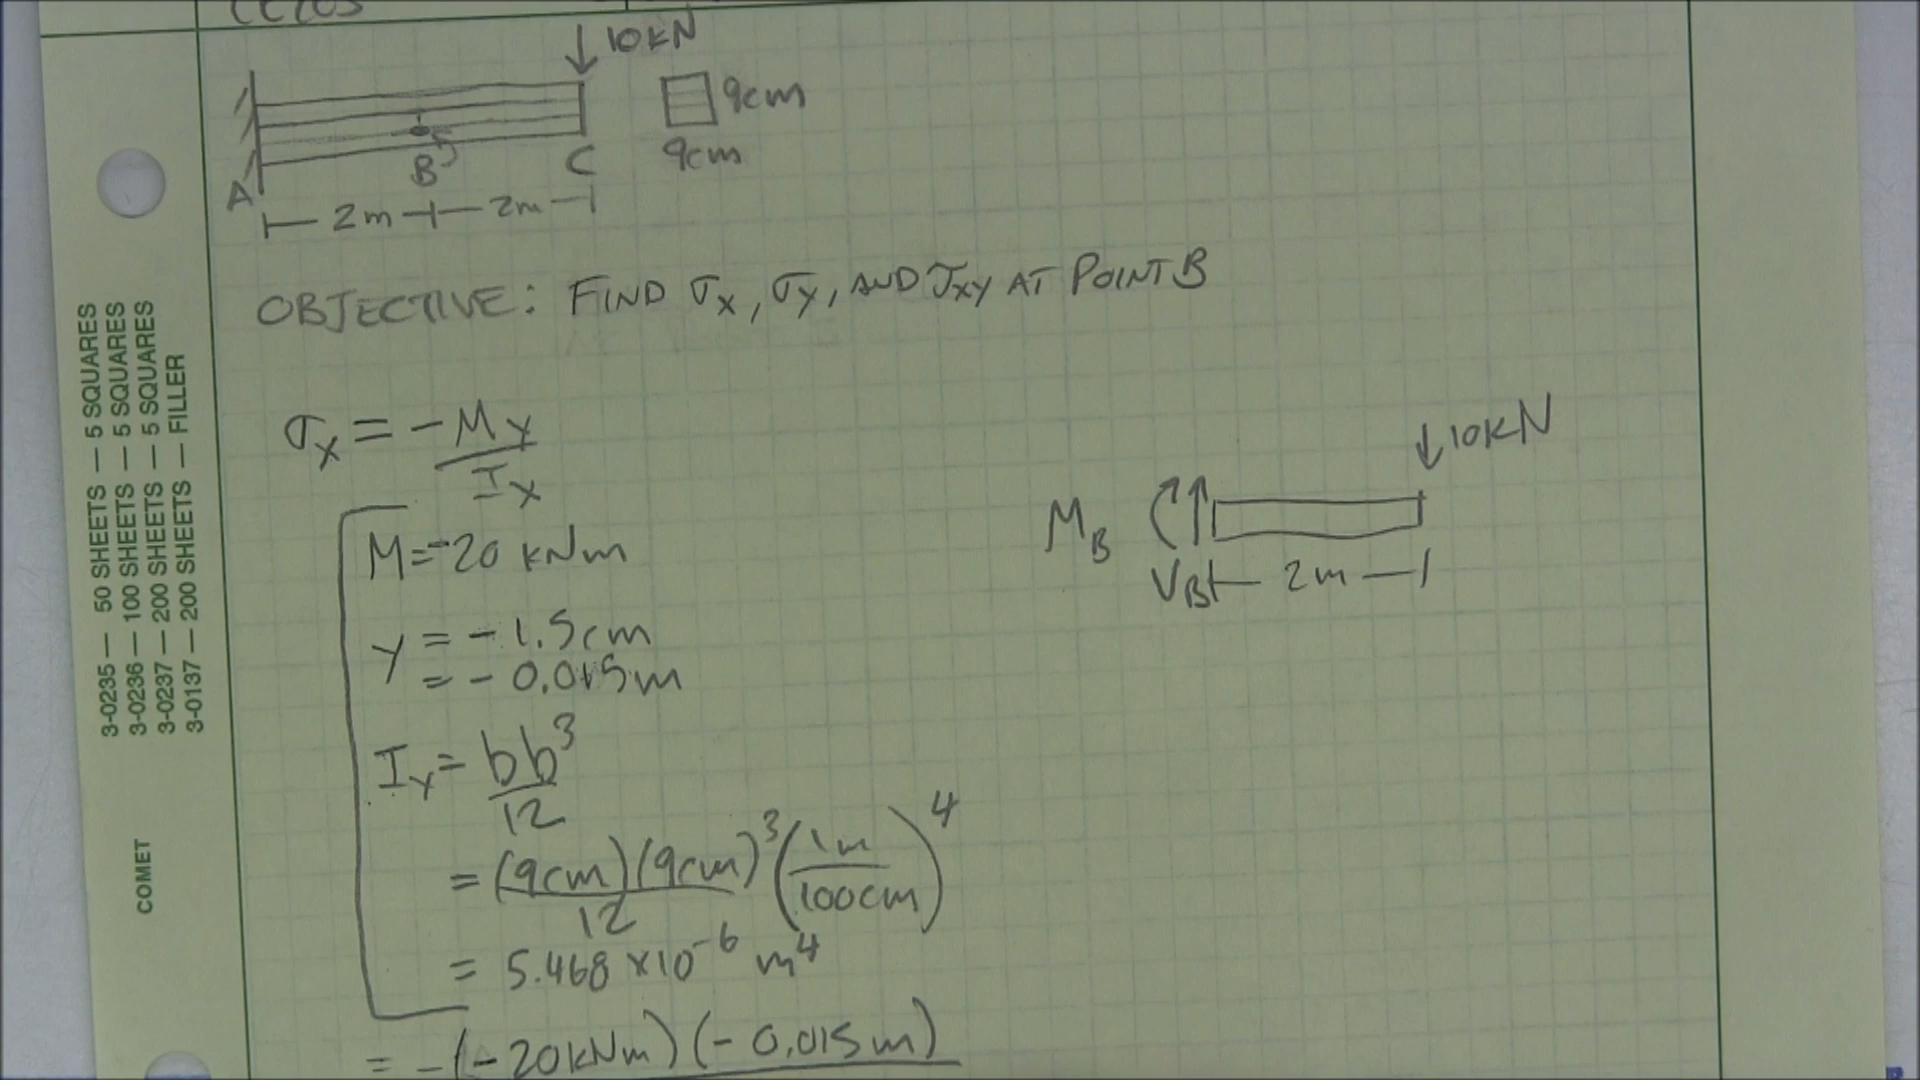 10kN
9cm
9cm
A
B
C
2m
2m
OBJECTIVE: FIND σx, σy, AND τxy AT POINT B
σx = -My
Ix
10kN
MB
VB
2m
M=-20 kNm
y = -1.5cm
= -0.015m
Iy= bb³
12
= (9cm)(9cm)³ (1m
12 100cm)⁴
= 5.468 x10⁻⁶ m⁴
= -(-20kNm)(-0.015m)
3-0235 — 50 SHEETS — 5 SQUARES
3-0236 — 100 SHEETS — 5 SQUARES
3-0237 — 200 SHEETS — 5 SQUARES
3-0137 — 200 SHEETS — FILLER
COMET